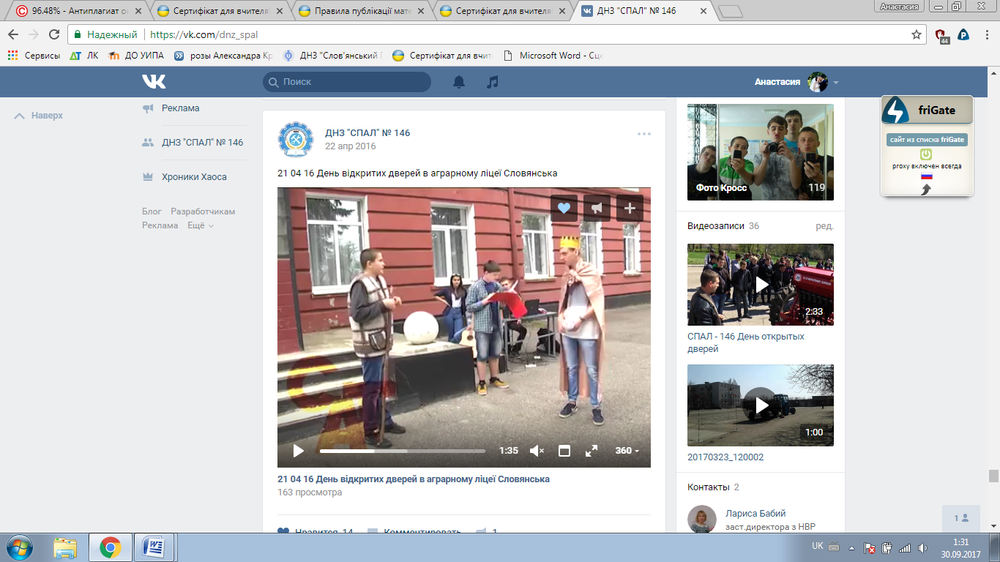 96.48% - Антиплагиат о
Сертифікат для вчителя
Правила публікації мате
Сертифікат для вчителя
ДНЗ "СПАЛ" № 146
Анастасия
Надежный
https://vk.com/dnz_spal
44
Сервисы
ЛК
ДО УИПА
розы Александра Кр
ДНЗ "Слов'янський
Сертифікат для вчит
Microsoft Word - Сце
Поиск
Анастасия
Наверх
Реклама
ДНЗ "СПАЛ" № 146
Хроники Хаоса
Блог Разработчикам
Реклама Ещё
ДНЗ "СПАЛ" № 146
22 апр 2016
21 04 16 День відкритих дверей в аграрному ліцеї Словянська
1:35
360
21 04 16 День відкритих дверей в аграрному ліцеї Словянська
163 просмотра
Нравится 14
Комментировать
1
Фото Кросс 119
Видеозаписи 36 ред.
2:33
СПАЛ - 146 День открытых
дверей
1:00
20170323_120002
Контакты 2
Лариса Бабий
заст.директора з НВР
friGate
сайт из списка friGate
proxy включен всегда
1
UK
1:31
30.09.2017